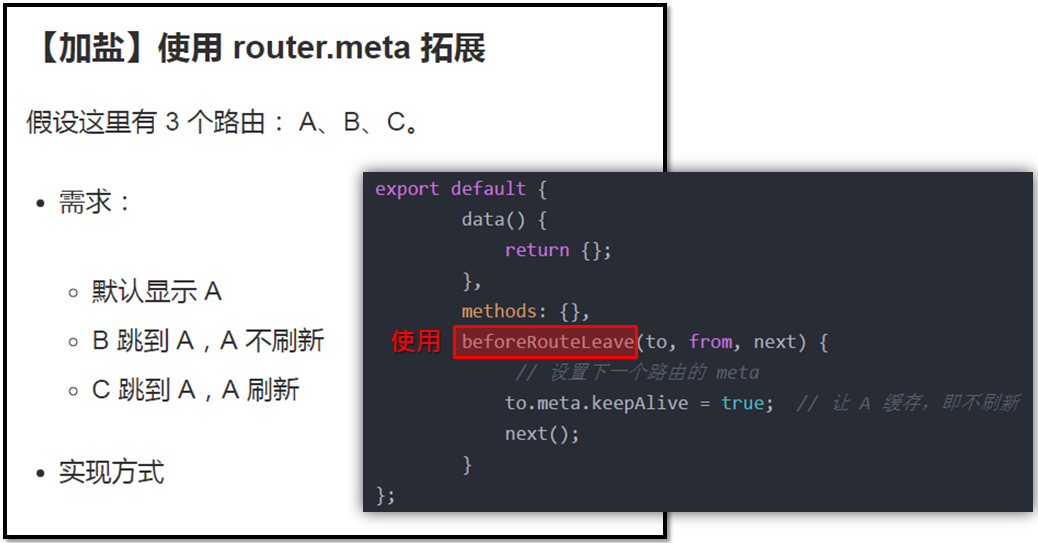 【加盐】使用 router.meta 拓展
假设这里有 3 个路由： A、B、C。
• 需求：
◦ 默认显示 A
◦ B 跳到 A，A 不刷新
◦ C 跳到 A，A 刷新
• 实现方式
export default {
data() {
return {};
},
methods: {},
使用 beforeRouteLeave(to, from, next) {
// 设置下一个路由的 meta
to.meta.keepAlive = true; // 让 A 缓存，即不刷新
next();
}
};